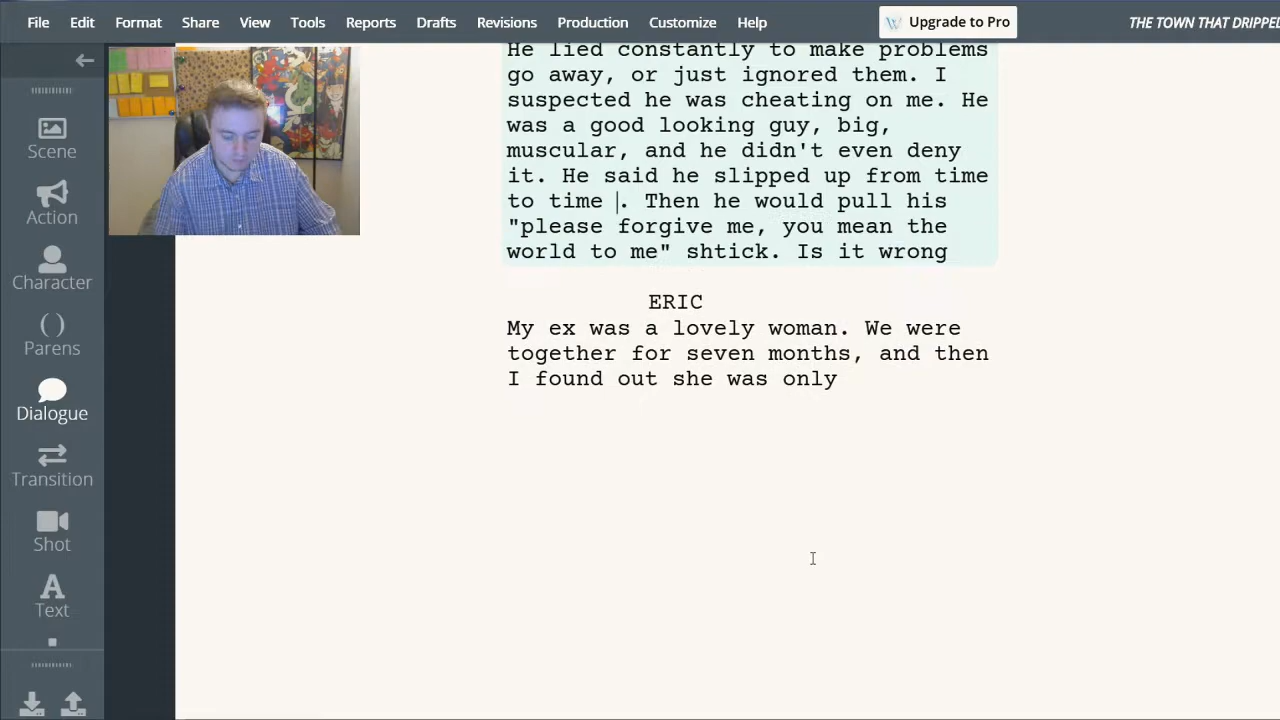 File Edit Format Share View Tools Reports Drafts Revisions Production Customize Help
Upgrade to Pro
THE TOWN THAT DRIPPED
Scene
Action
Character
Parens
Dialogue
Transition
Shot
Text
He lied constantly to make problems
go away, or just ignored them. I
suspected he was cheating on me. He
was a good looking guy, big,
muscular, and he didn't even deny
it. He said he slipped up from time
to time . Then he would pull his
"please forgive me, you mean the
world to me" shtick. Is it wrong
ERIC
My ex was a lovely woman. We were
together for seven months, and then
I found out she was only